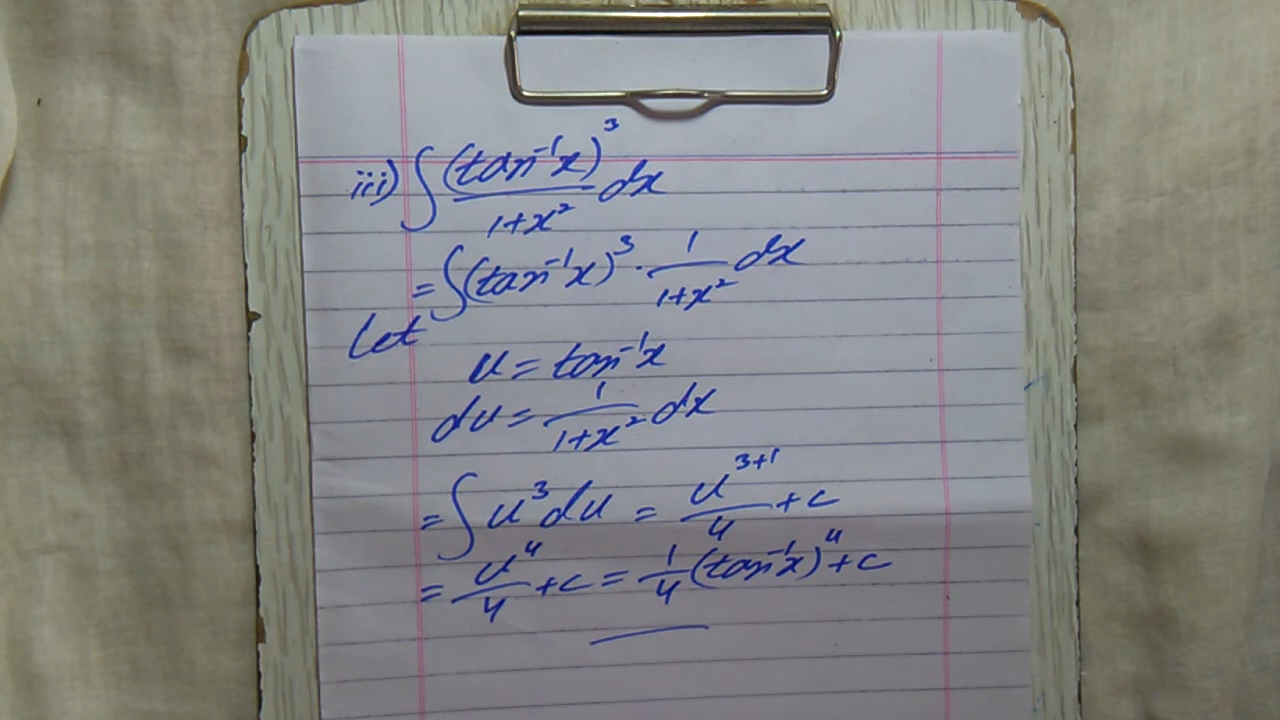 iii) ∫ (tan⁻¹x)³ / 1+x² dx
= ∫(tan⁻¹x)³ · 1/1+x² dx
Let
u = tan⁻¹x
du = 1/1+x² dx
= ∫u³du = u³⁺¹/4 + c
= u⁴/4 + c = 1/4 (tan⁻¹x)⁴ + c